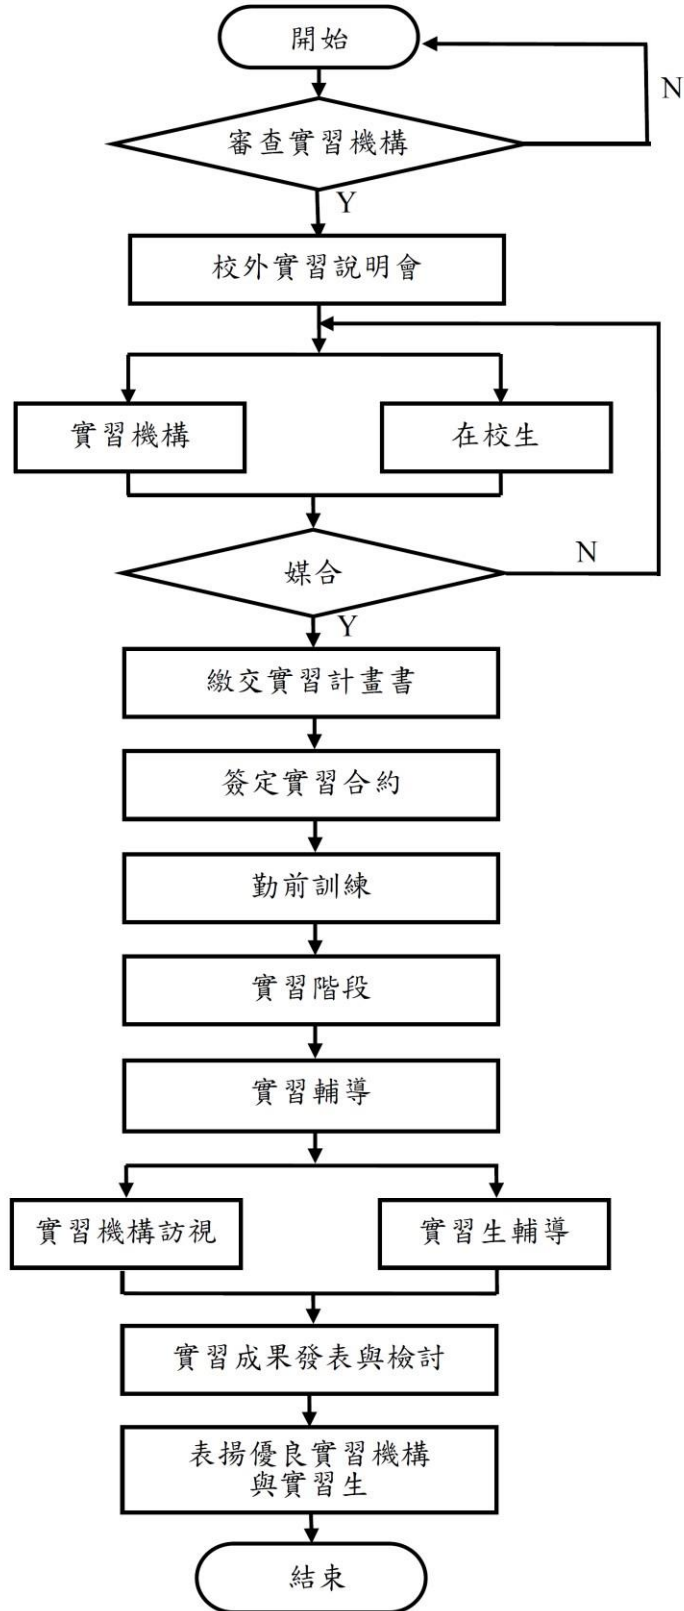 開始
N
審查實習機構
Y
校外實習說明會
實習機構
在校生
媒合
N
Y
繳交實習計畫書
簽定實習合約
勤前訓練
實習階段
實習輔導
實習機構訪視
實習生輔導
實習成果發表與檢討
表揚優良實習機構
與實習生
結束